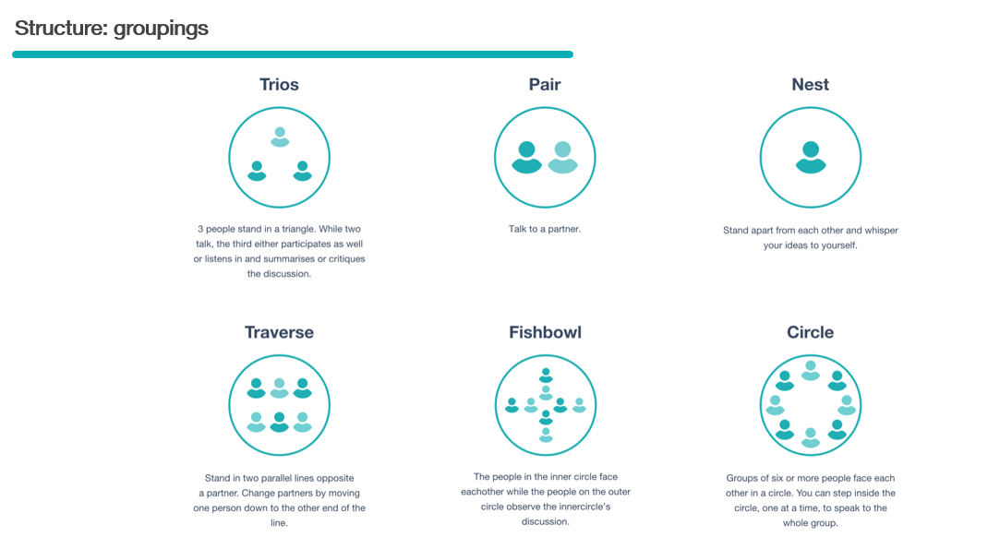 Structure: groupings
Trios
3 people stand in a triangle. While two
talk, the third either participates as well
or listens in and summarises or critiques
the discussion.
Pair
Talk to a partner.
Nest
Stand apart from each other and whisper
your ideas to yourself.
Traverse
Stand in two parallel lines opposite
a partner. Change partners by moving
one person down to the other end of the
line.
Fishbowl
The people in the inner circle face
eachother while the people on the outer
circle observe the innercircle's
discussion.
Circle
Groups of six or more people face each
other in a circle. You can step inside the
circle, one at a time, to speak to the
whole group.